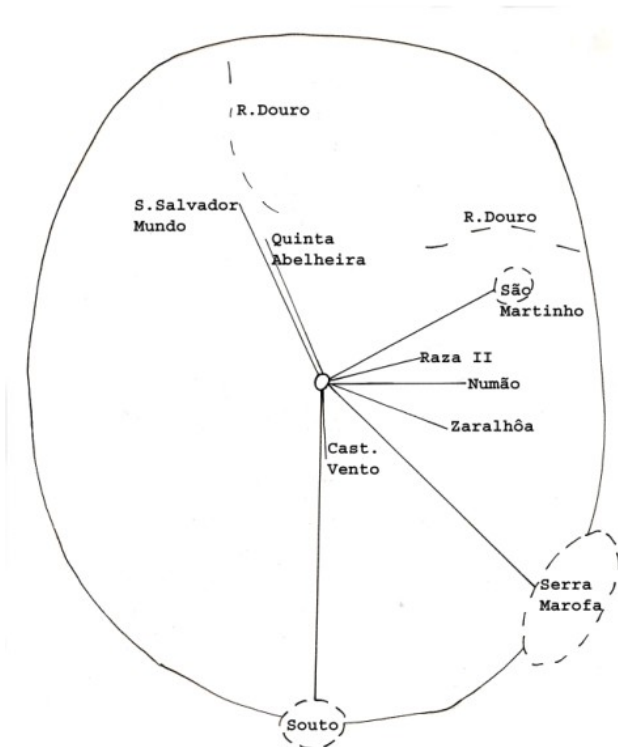 R.Douro
S.Salvador
Mundo
Quinta
Abelheira
R.Douro
São
Martinho
Raza II
Numão
Zaralhôa
Cast.
Vento
Serra
Marofa
Souto